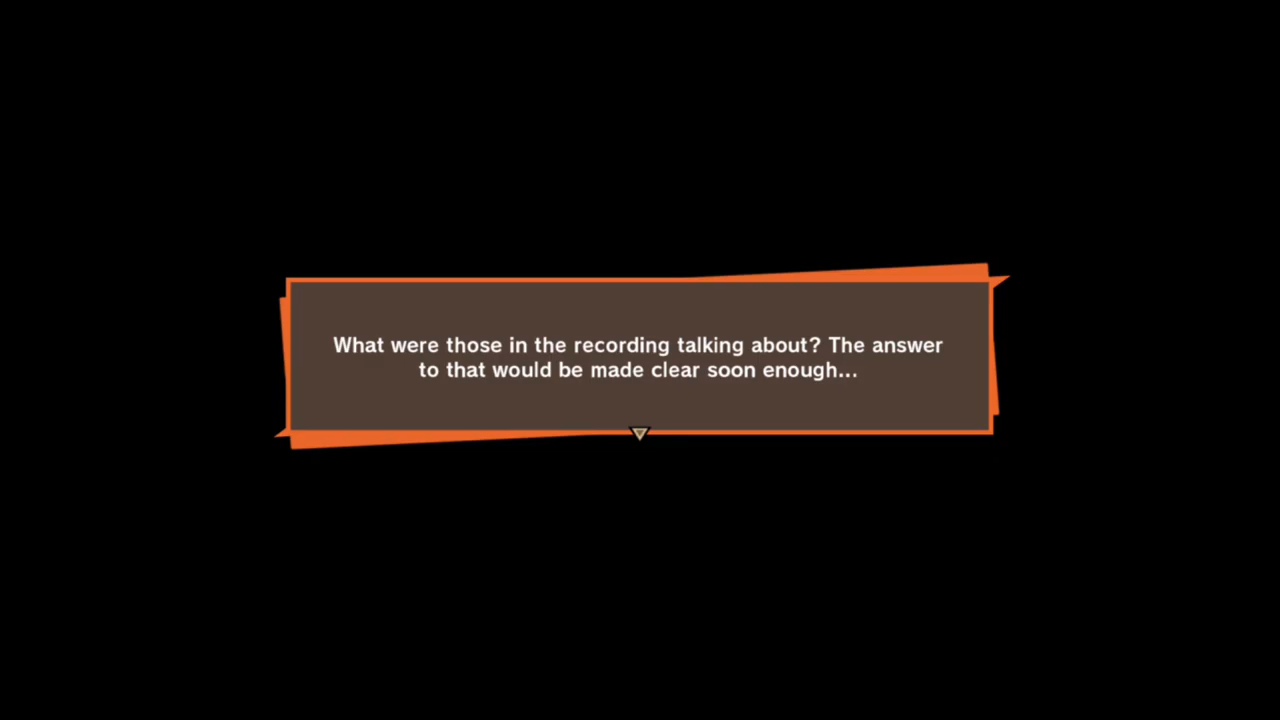 What were those in the recording talking about? The answer
to that would be made clear soon enough...